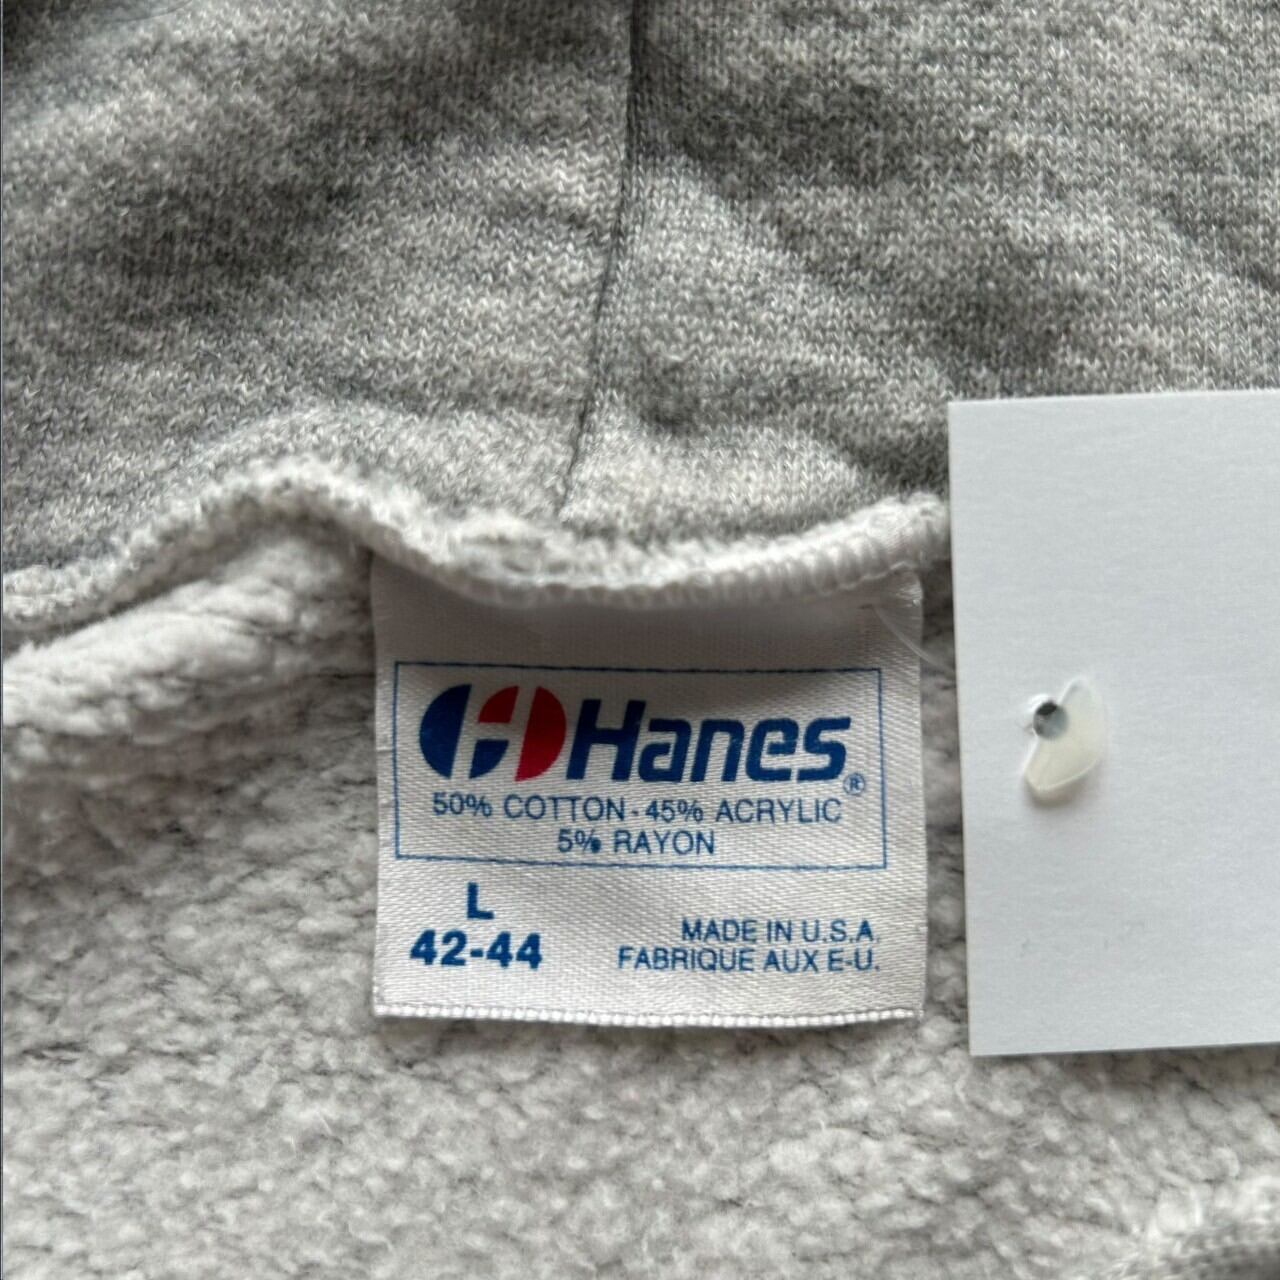 Hanes®
50% COTTON - 45% ACRYLIC
5% RAYON
L
42-44
MADE IN U.S.A.
FABRIQUE AUX E-U.